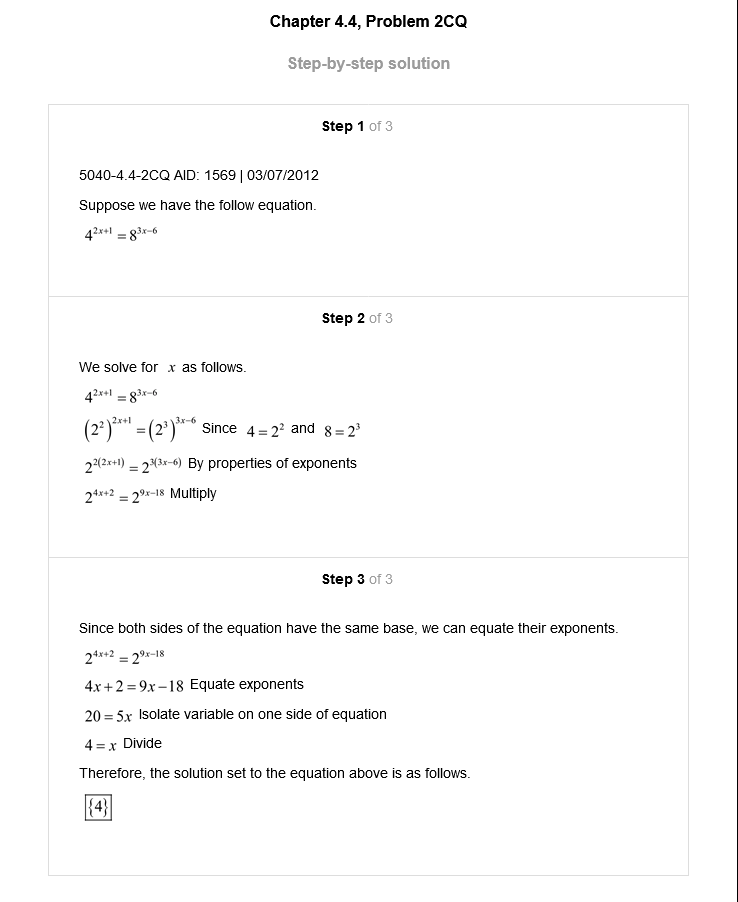 Chapter 4.4, Problem 2CQ
Step-by-step solution
Step 1 of 3
5040-4.4-2CQ AID: 1569 | 03/07/2012
Suppose we have the follow equation.
4^{2x+1} = 8^{3x−6}
Step 2 of 3
We solve for x as follows.
4^{2x+1} = 8^{3x−6}
(2^2)^{2x+1} = (2^3)^{3x−6} Since 4 = 2^2 and 8 = 2^3
2^{2(2x+1)} = 2^{3(3x−6)} By properties of exponents
2^{4x+2} = 2^{9x−18} Multiply
Step 3 of 3
Since both sides of the equation have the same base, we can equate their exponents.
2^{4x+2} = 2^{9x−18}
4x + 2 = 9x − 18 Equate exponents
20 = 5x Isolate variable on one side of equation
4 = x Divide
Therefore, the solution set to the equation above is as follows.
{4}